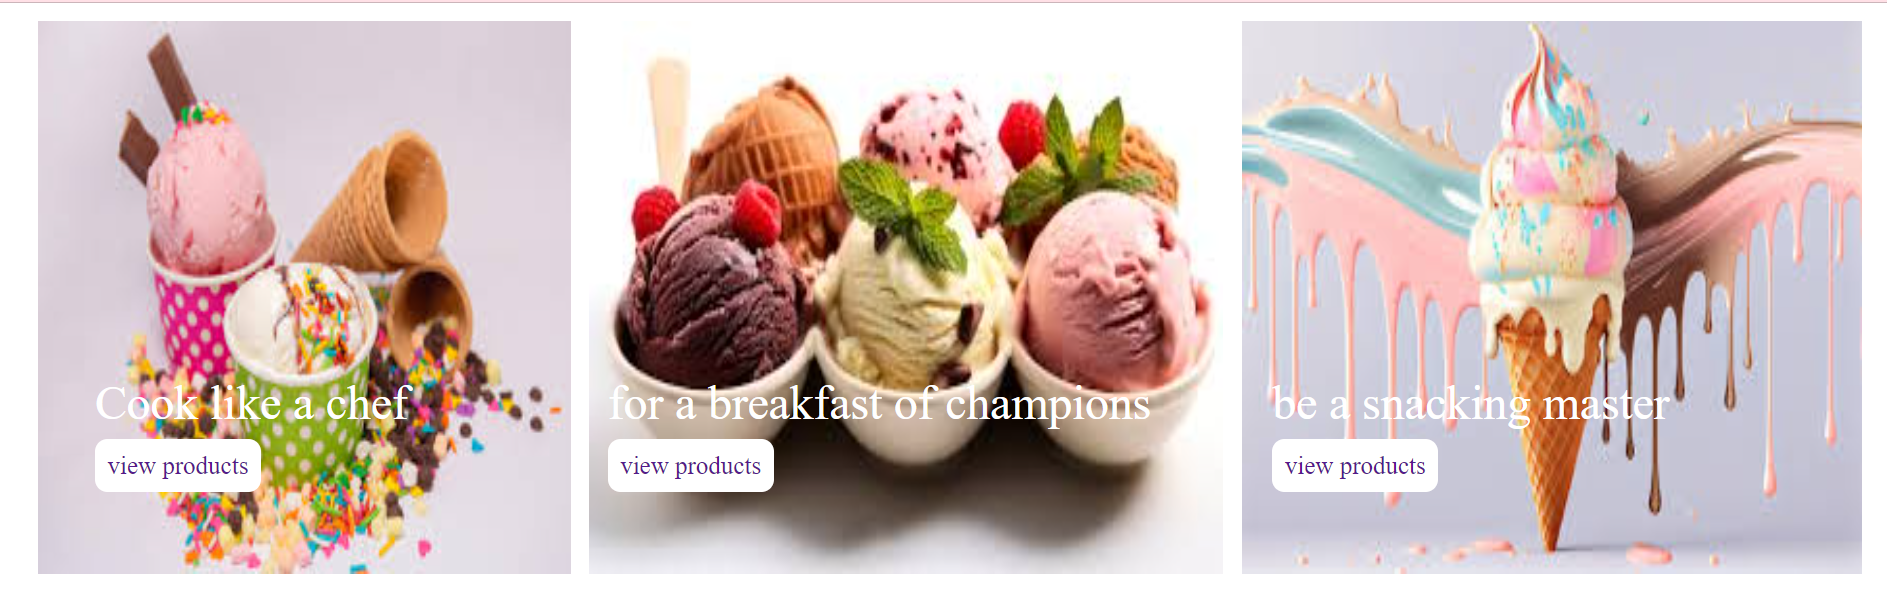 Cook like a chef
view products
for a breakfast of champions
view products
be a snacking master
view products